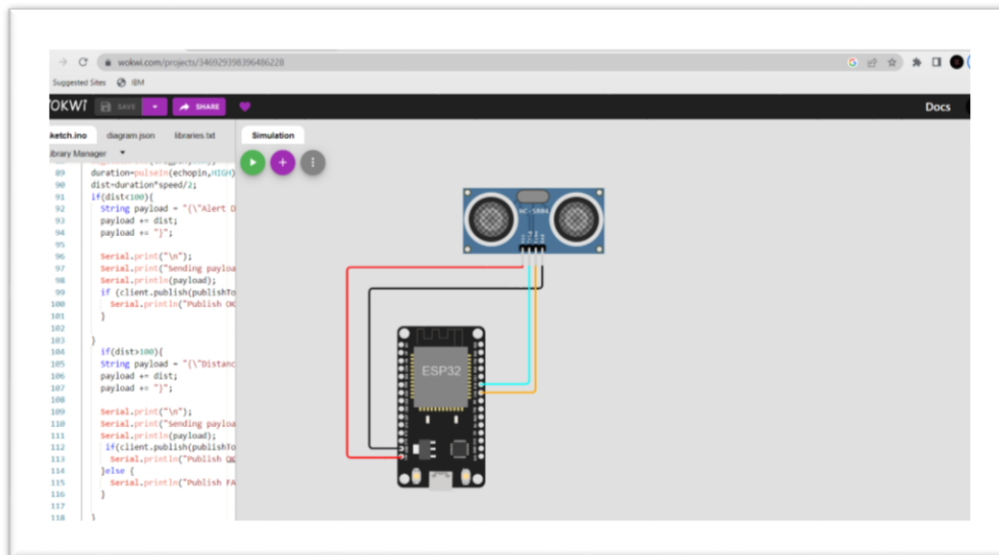 wokwi.com/projects/346929398396486228
Suggested Sites IBM
OKWI SAVE SHARE Docs
ketch.ino diagram.json libraries.txt Simulation
ibrary Manager
89 duration=pulseIn(echopin,HIGH)
90 dist=duration*speed/2;
91 if(dist<100){
92 String payload = "{\"Alert D
93 payload += dist;
94 payload += "}";
95
96 Serial.print("\n");
97 Serial.print("Sending payloa
98 Serial.println(payload);
99 if (client.publish(publishTo
100 Serial.println("Publish OK
101 }
102
103 }
104 if(dist>100){
105 String payload = "{\"Distanc
106 payload += dist;
107 payload += "}";
108
109 Serial.print("\n");
110 Serial.print("Sending payloa
111 Serial.println(payload);
112 if(client.publish(publishTo
113 Serial.println("Publish OK
114 }else {
115 Serial.println("Publish FA
116 }
117
118 }
HC-SR04
ESP32